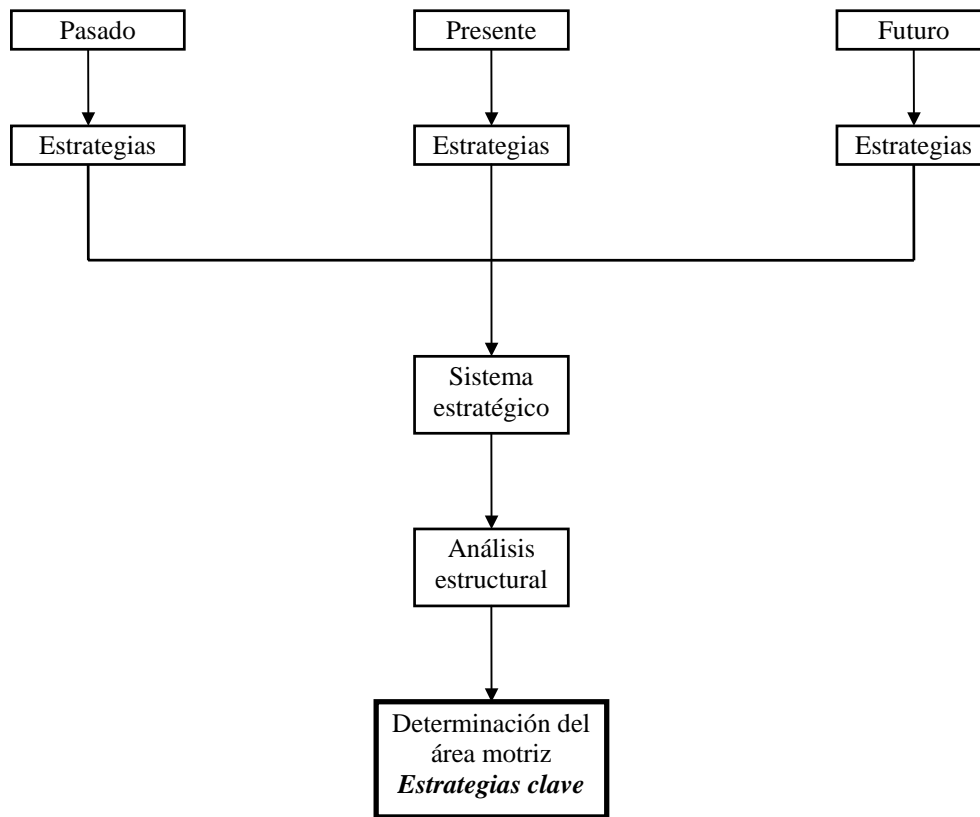 Pasado
Presente
Futuro
Estrategias
Estrategias
Estrategias
Sistema
estratégico
Análisis
estructural
Determinación del
área motriz
Estrategias clave